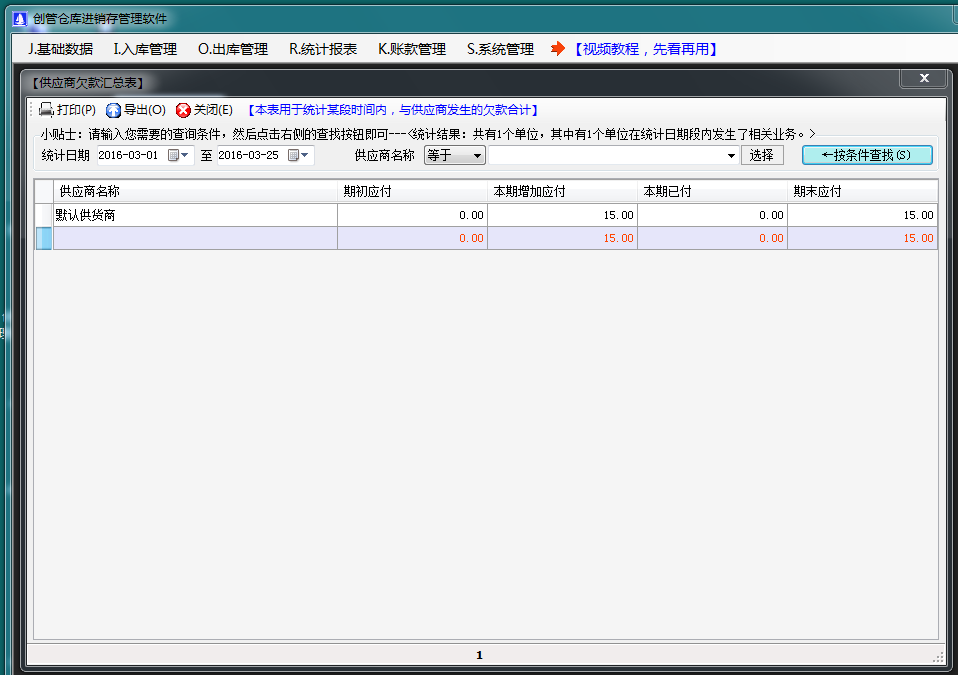 创管仓库进销存管理软件
J.基础数据 I.入库管理 O.出库管理 R.统计报表 K.账款管理 S.系统管理 【视频教程，先看再用】
【供应商欠款汇总表】 X
打印(P) 导出(O) 关闭(E) 【本表用于统计某段时间内，与供应商发生的欠款合计】
小贴士：请输入您需要的查询条件，然后点击右侧的查找按钮即可---<统计结果：共有1个单位，其中有1个单位在统计日期段内发生了相关业务。>
统计日期 2016-03-01 至 2016-03-25 供应商名称 等于 选择 ←按条件查找(S)
供应商名称 期初应付 本期增加应付 本期已付 期末应付
默认供货商 0.00 15.00 0.00 15.00
0.00 15.00 0.00 15.00
1